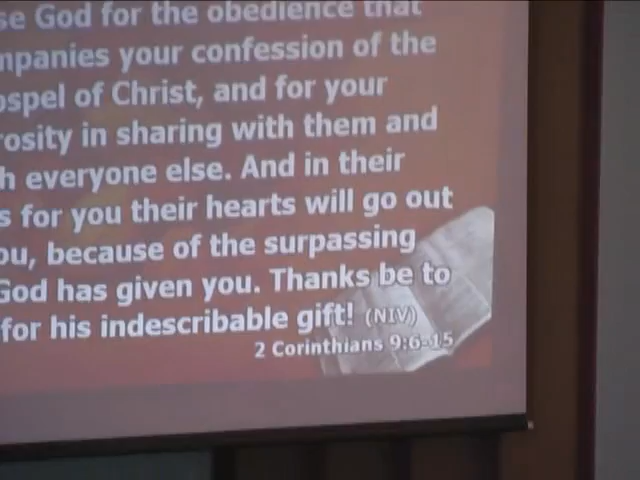 se God for the obedience that
mpanies your confession of the
ospel of Christ, and for your
rosity in sharing with them and
h everyone else. And in their
s for you their hearts will go out
ou, because of the surpassing
God has given you. Thanks be to
for his indescribable gift! (NIV)
2 Corinthians 9:6-15